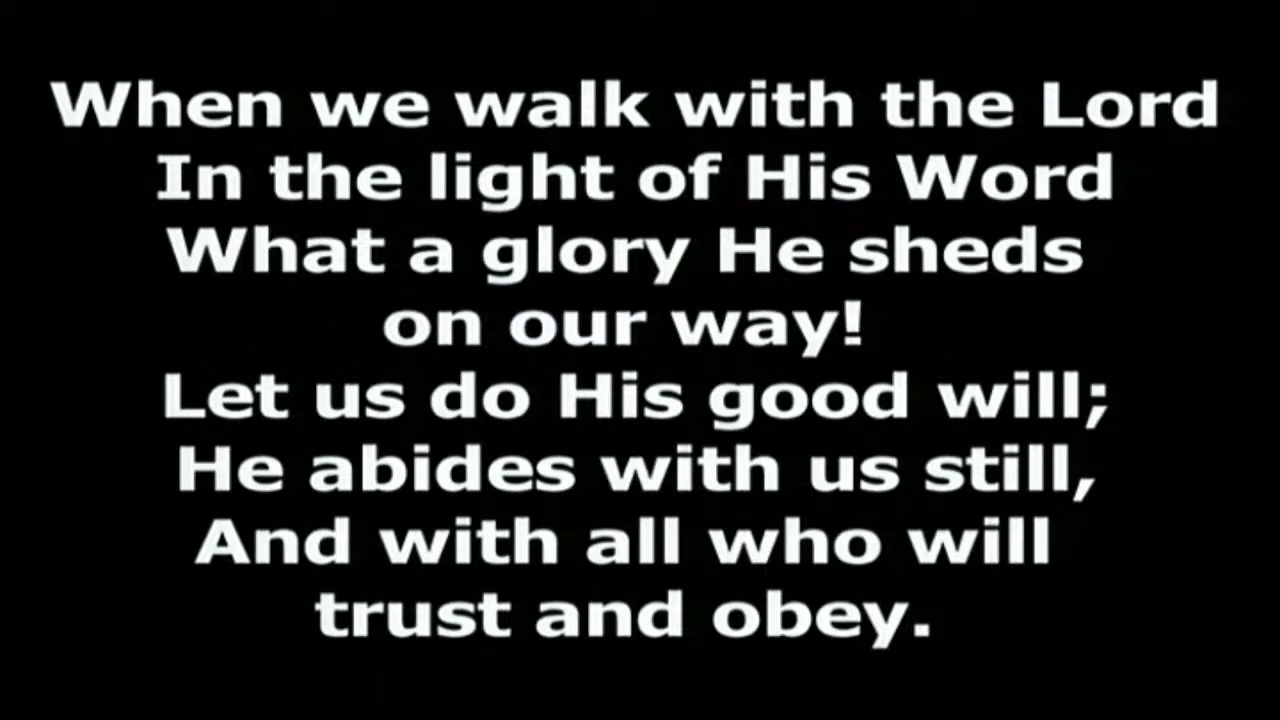 When we walk with the Lord
In the light of His Word
What a glory He sheds
on our way!
Let us do His good will;
He abides with us still,
And with all who will
trust and obey.